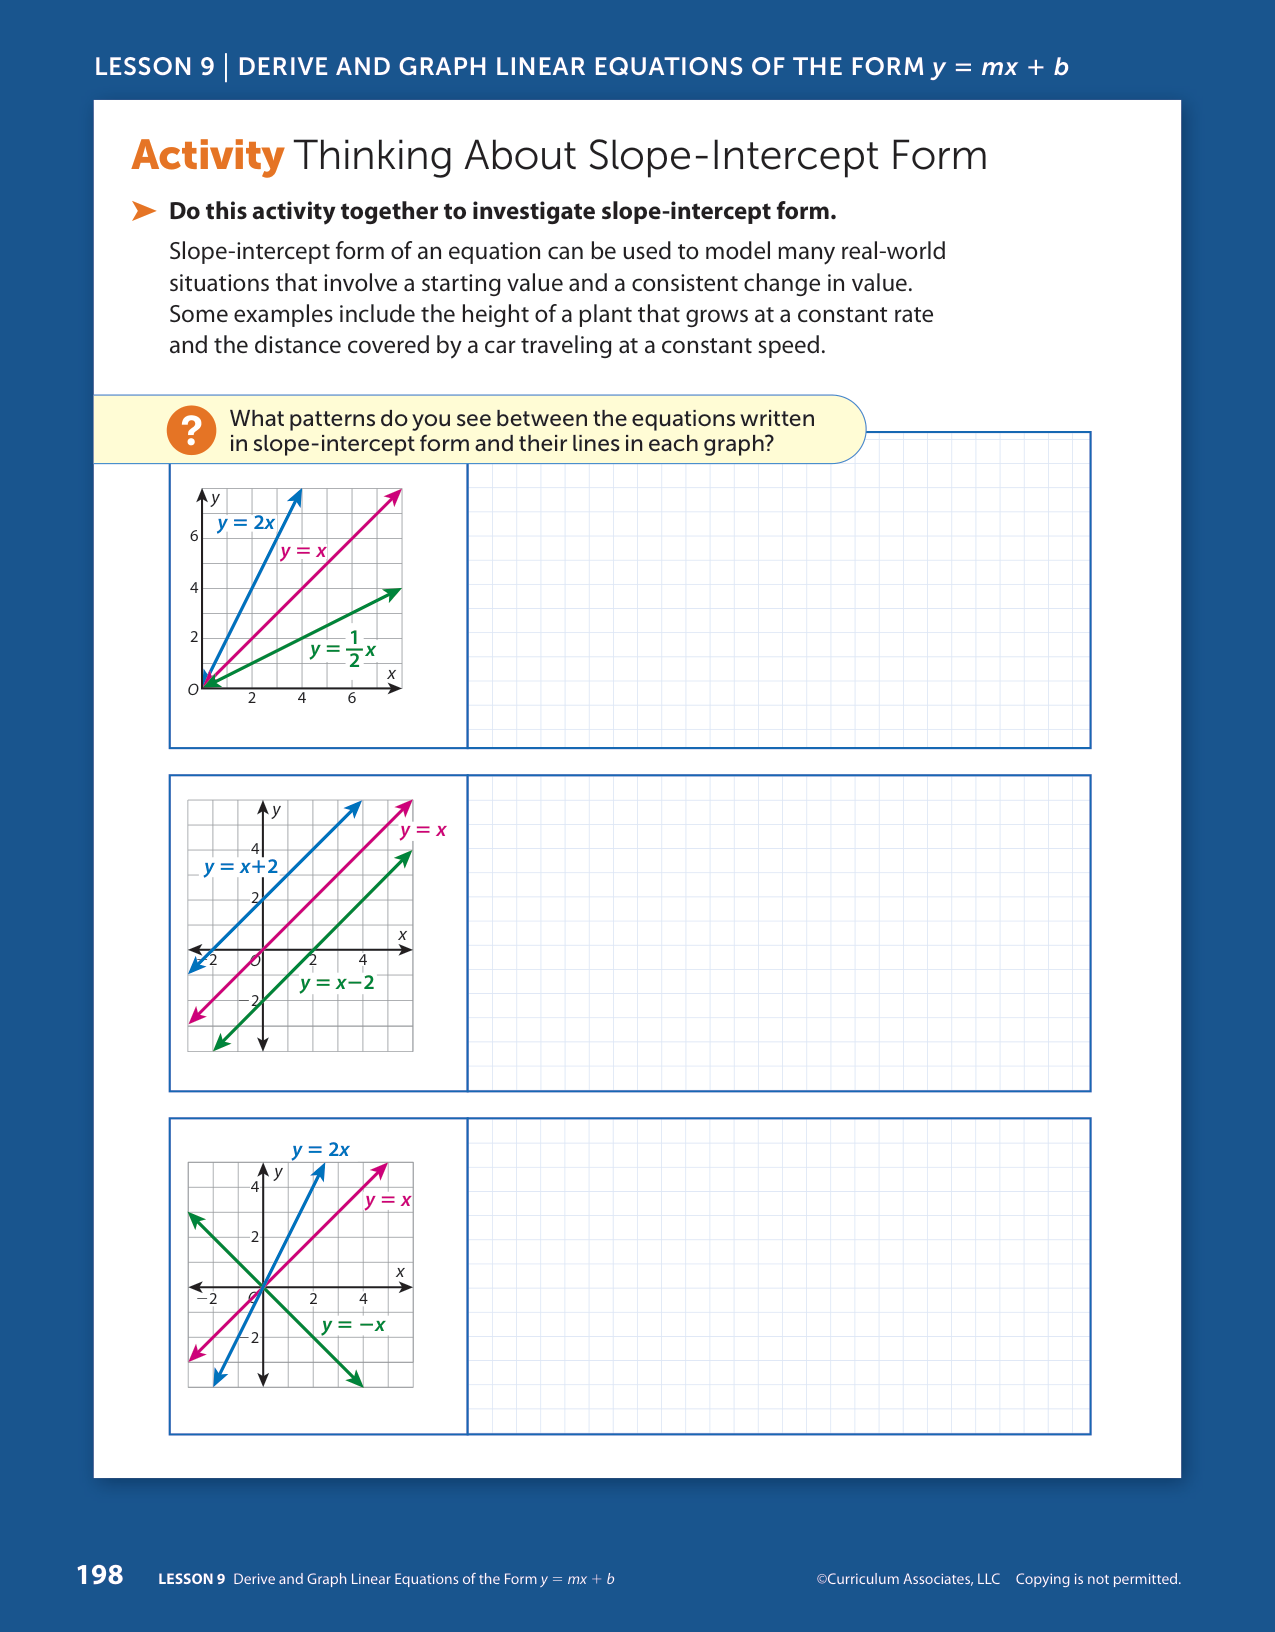 LESSON 9 | DERIVE AND GRAPH LINEAR EQUATIONS OF THE FORM y = mx + b
Activity Thinking About Slope-Intercept Form
➤ Do this activity together to investigate slope-intercept form.
Slope-intercept form of an equation can be used to model many real-world
situations that involve a starting value and a consistent change in value.
Some examples include the height of a plant that grows at a constant rate
and the distance covered by a car traveling at a constant speed.
? What patterns do you see between the equations written
in slope-intercept form and their lines in each graph?
y
y = 2x
6
y = x
4
2
y = 1/2 x
x
O
2 4 6
y
y = x
4
y = x+2
2
x
−2 O 2 4
y = x−2
−2
y = 2x
y
4
y = x
2
x
−2 O 2 4
y = −x
−2
198 LESSON 9 Derive and Graph Linear Equations of the Form y = mx + b
©Curriculum Associates, LLC Copying is not permitted.